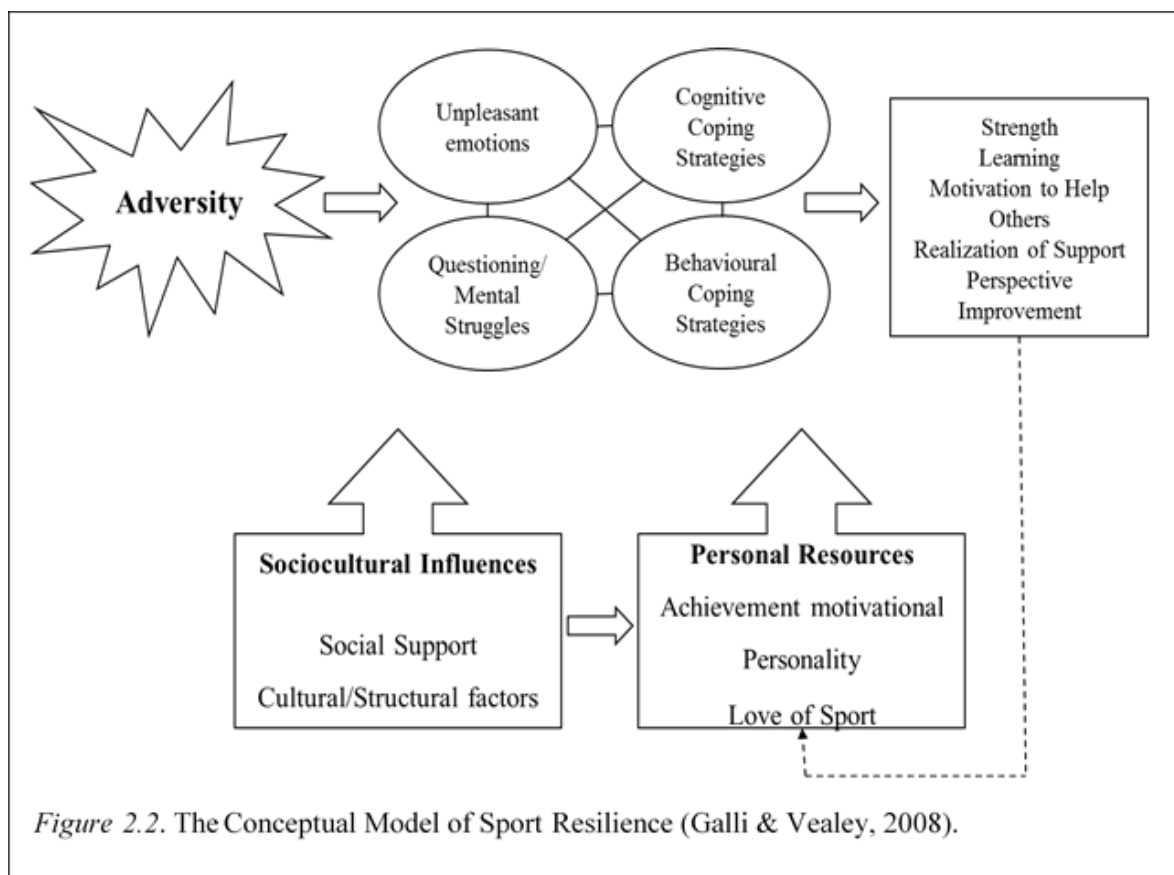 Adversity
Unpleasant
emotions
Cognitive
Coping
Strategies
Questioning/
Mental
Struggles
Behavioural
Coping
Strategies
Strength
Learning
Motivation to Help
Others
Realization of Support
Perspective
Improvement
Sociocultural Influences
Social Support
Cultural/Structural factors
Personal Resources
Achievement motivational
Personality
Love of Sport
Figure 2.2. The Conceptual Model of Sport Resilience (Galli & Vealey, 2008).